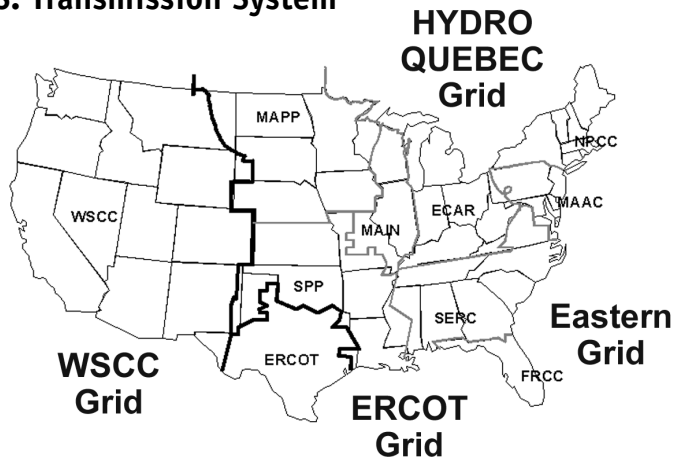 3. Transmission System
HYDRO
QUEBEC
Grid
MAPP
NPCC
WSCC
ECAR
MAAC
MAIN
SPP
SERC
Eastern
Grid
ERCOT
WSCC
Grid
FRCC
ERCOT
Grid